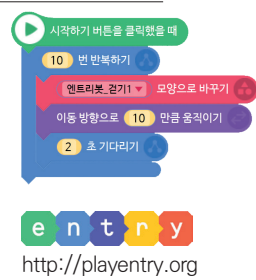 시작하기 버튼을 클릭했을 때
10 번 반복하기
엔트리봇_걷기1 모양으로 바꾸기
이동 방향으로 10 만큼 움직이기
2 초 기다리기
entry
http://playentry.org